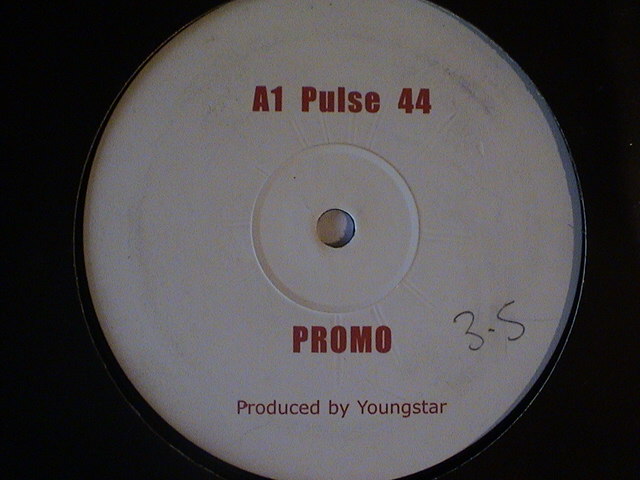 A1 Pulse 44
PROMO
3-5
Produced by Youngstar